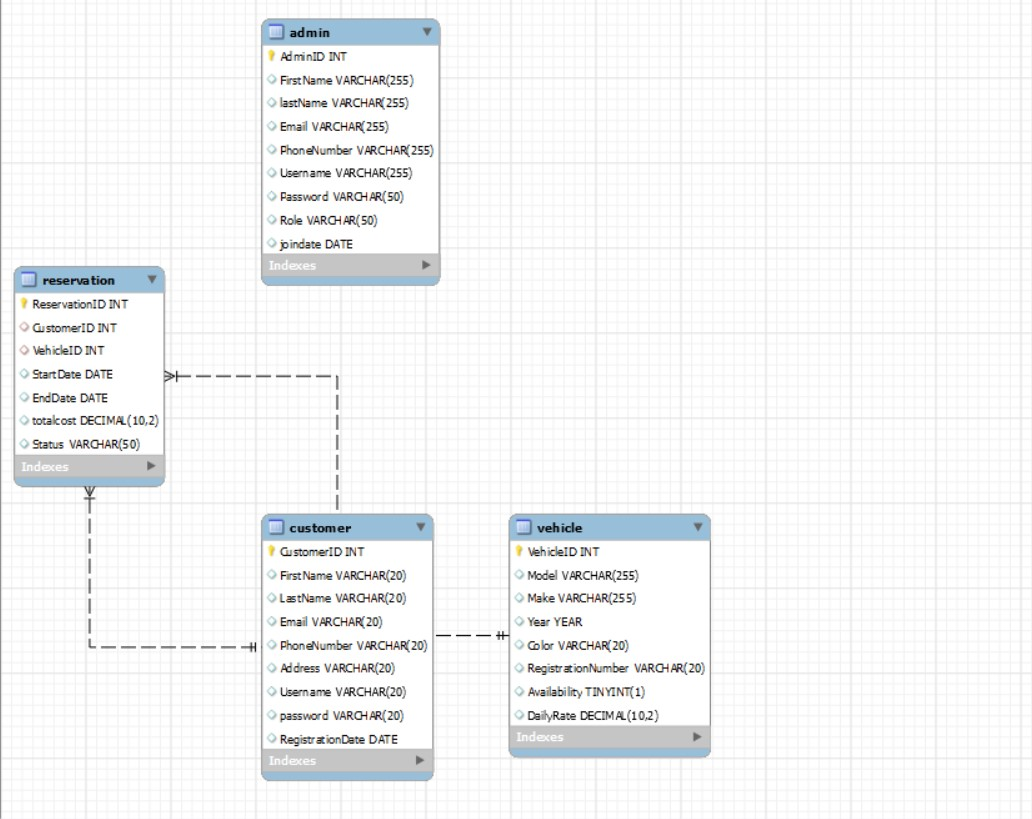 admin
AdminID INT
FirstName VARCHAR(255)
lastName VARCHAR(255)
Email VARCHAR(255)
PhoneNumber VARCHAR(255)
Username VARCHAR(255)
Password VARCHAR(50)
Role VARCHAR(50)
joindate DATE
Indexes
reservation
ReservationID INT
CustomerID INT
VehicleID INT
StartDate DATE
EndDate DATE
totalcost DECIMAL(10,2)
Status VARCHAR(50)
Indexes
customer
CustomerID INT
FirstName VARCHAR(20)
LastName VARCHAR(20)
Email VARCHAR(20)
PhoneNumber VARCHAR(20)
Address VARCHAR(20)
Username VARCHAR(20)
password VARCHAR(20)
RegistrationDate DATE
Indexes
vehicle
VehicleID INT
Model VARCHAR(255)
Make VARCHAR(255)
Year YEAR
Color VARCHAR(20)
RegistrationNumber VARCHAR(20)
Availability TINYINT(1)
DailyRate DECIMAL(10,2)
Indexes